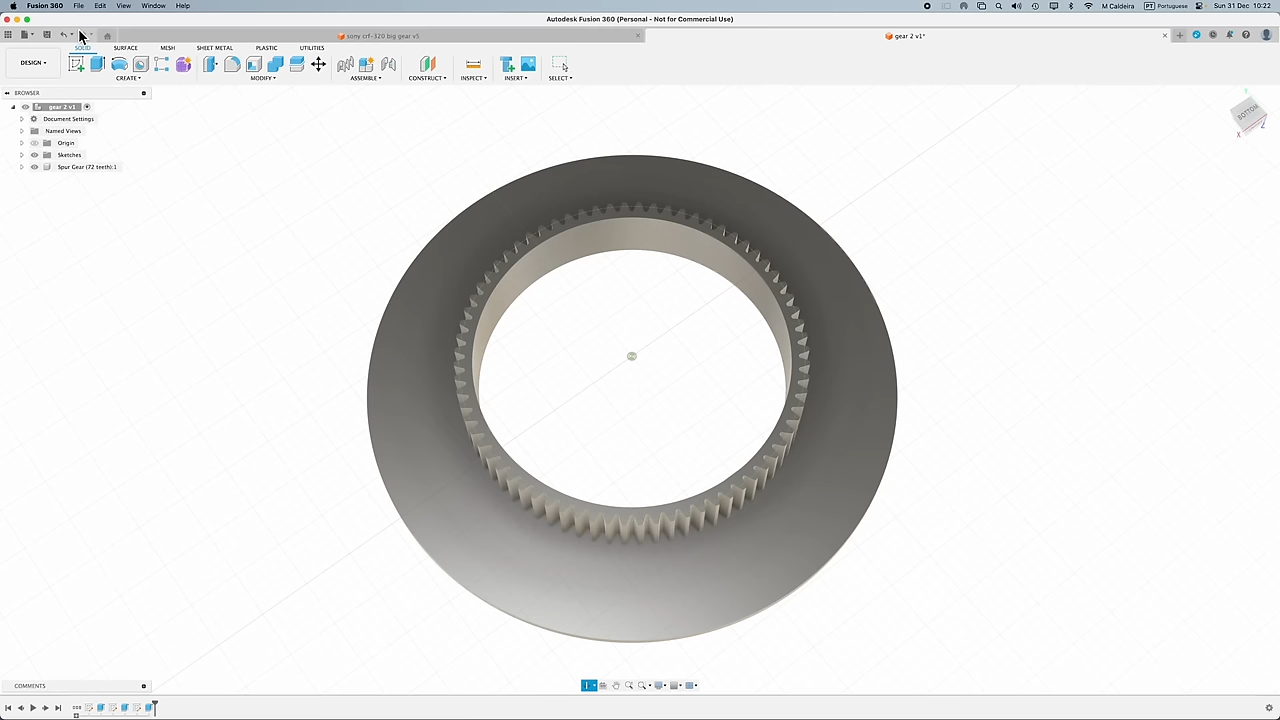 Fusion 360 File Edit View Window Help M Caldeira PT Portuguese Sun 31 Dec 10:22
Autodesk Fusion 360 (Personal - Not for Commercial Use)
sony crf-320 big gear v5 gear 2 v1*
SOLID SURFACE MESH SHEET METAL PLASTIC UTILITIES
DESIGN
CREATE MODIFY ASSEMBLE CONSTRUCT INSPECT INSERT SELECT
BROWSER
gear 2 v1
Document Settings
Named Views
Origin
Sketches
Spur Gear (72 teeth):1
BOTTOM
X
Z
COMMENTS